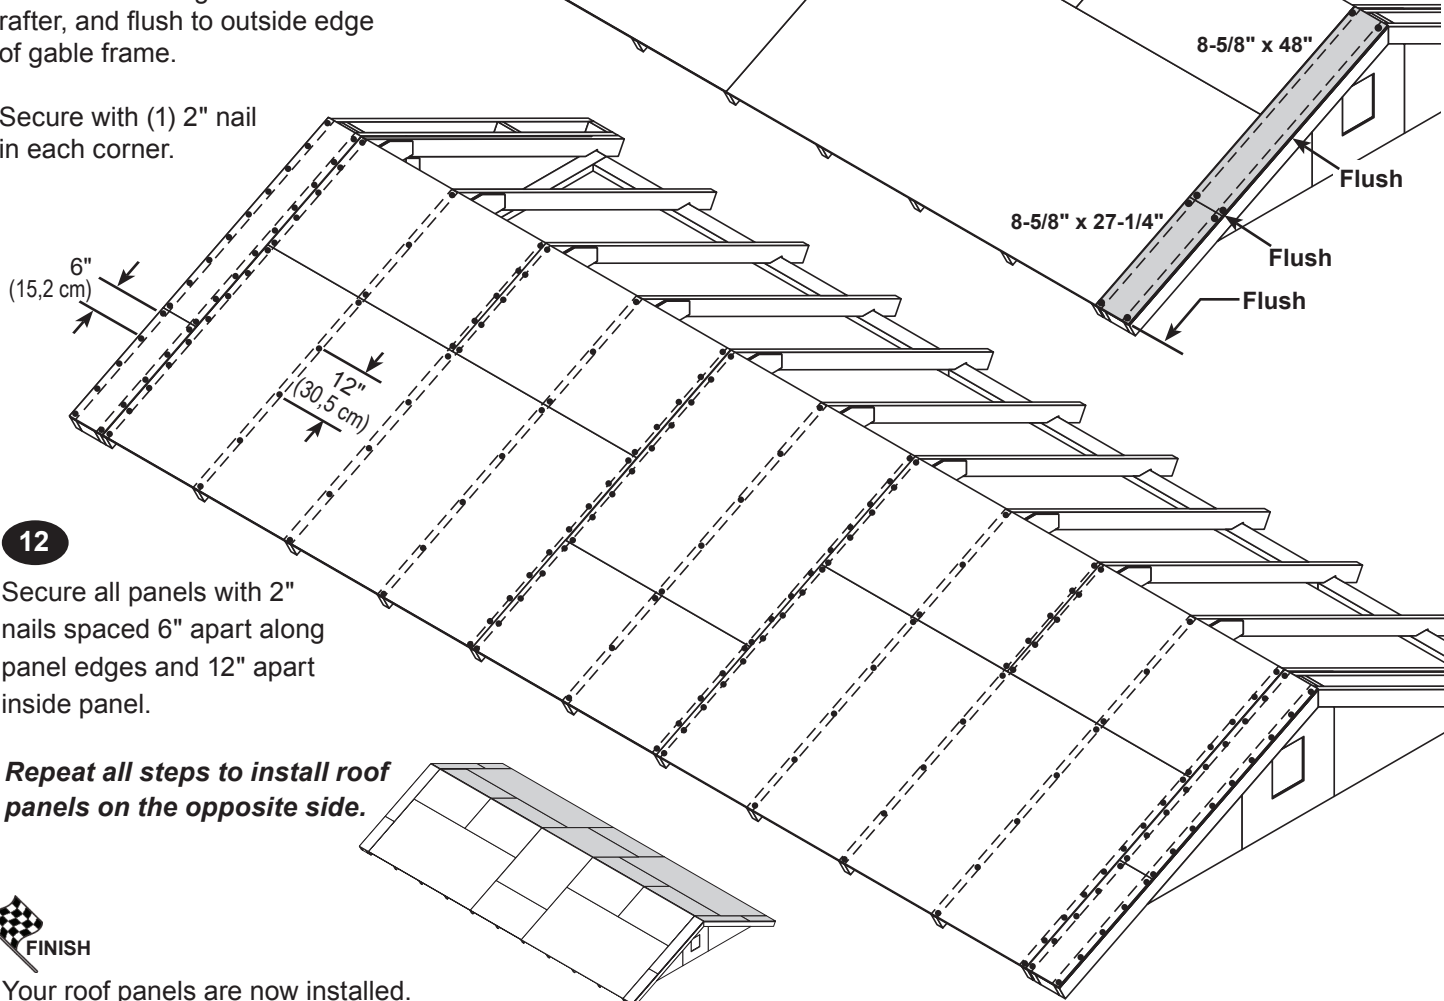 rafter, and flush to outside edge
of gable frame.
Secure with (1) 2" nail
in each corner.
8-5/8" x 48"
Flush
8-5/8" x 27-1/4"
Flush
Flush
6"
(15,2 cm)
12"
(30,5 cm)
12
Secure all panels with 2"
nails spaced 6" apart along
panel edges and 12" apart
inside panel.
Repeat all steps to install roof
panels on the opposite side.
FINISH
Your roof panels are now installed.